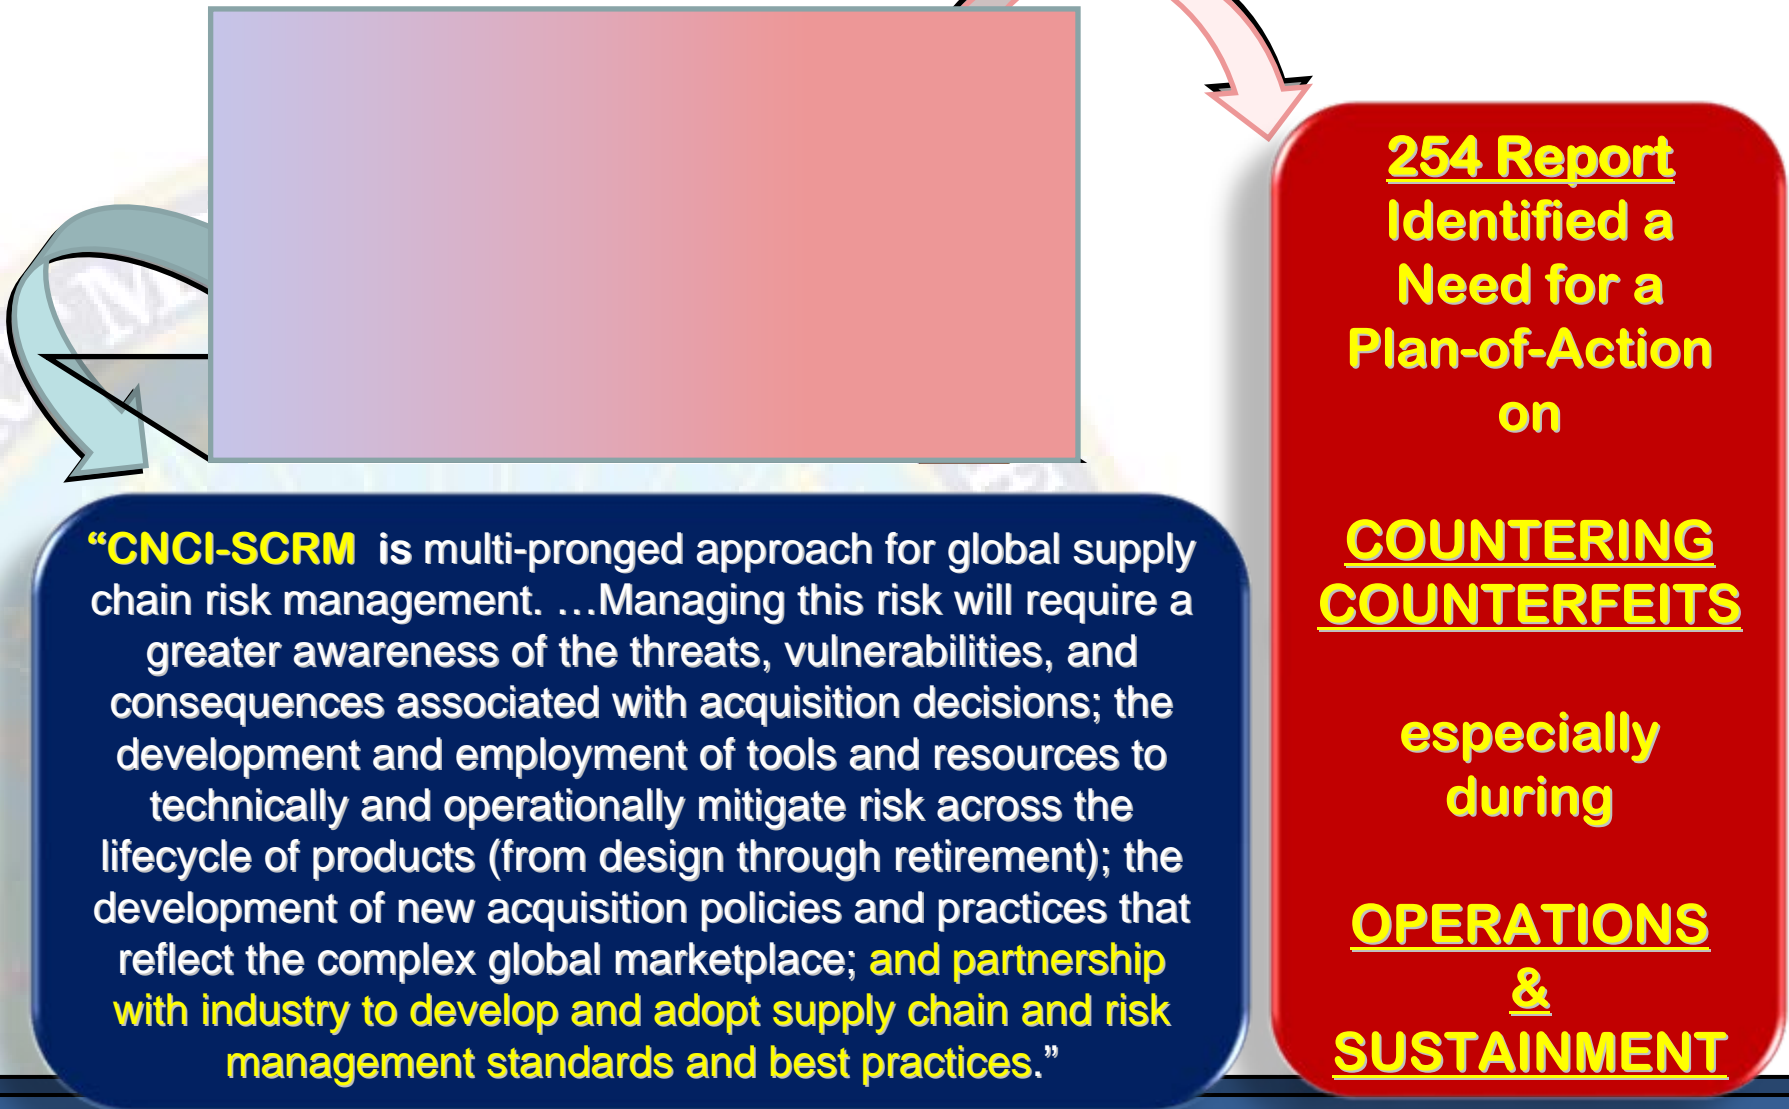 “CNCI-SCRM is multi-pronged approach for global supply
chain risk management. …Managing this risk will require a
greater awareness of the threats, vulnerabilities, and
consequences associated with acquisition decisions; the
development and employment of tools and resources to
technically and operationally mitigate risk across the
lifecycle of products (from design through retirement); the
development of new acquisition policies and practices that
reflect the complex global marketplace; and partnership
with industry to develop and adopt supply chain and risk
management standards and best practices.”
254 Report
Identified a
Need for a
Plan-of-Action
on
COUNTERING
COUNTERFEITS
especially
during
OPERATIONS
&
SUSTAINMENT